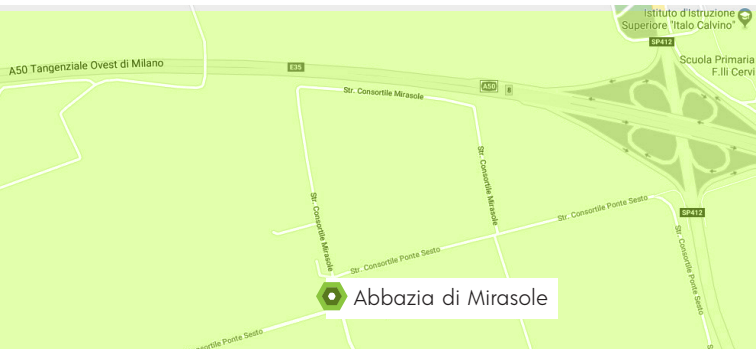 Istituto d'Istruzione
Superiore "Italo Calvino"
SP412
Scuola Primaria
F.lli Cervi
A50 Tangenziale Ovest di Milano
E35
A50
8
Str. Consortile Mirasole
Str. Consortile Mirasole
Str. Consortile Mirasole
Str. Consortile Ponte Sesto
SP412
Str. Consortile Ponte Sesto
Str. Consortile Ponte Sesto
Abbazia di Mirasole
Ponte Sesto